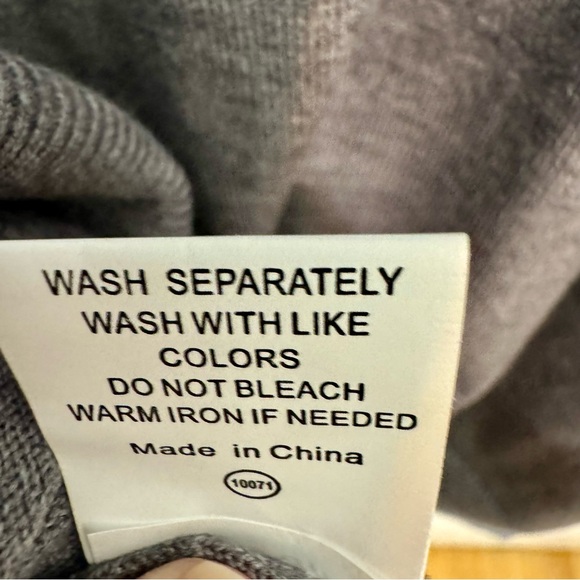 WASH SEPARATELY
WASH WITH LIKE
COLORS
DO NOT BLEACH
WARM IRON IF NEEDED
Made in China
10071